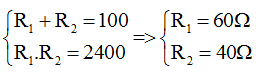 R₁ + R₂ = 100 => R₁ = 60Ω
R₁.R₂ = 2400 R₂ = 40Ω